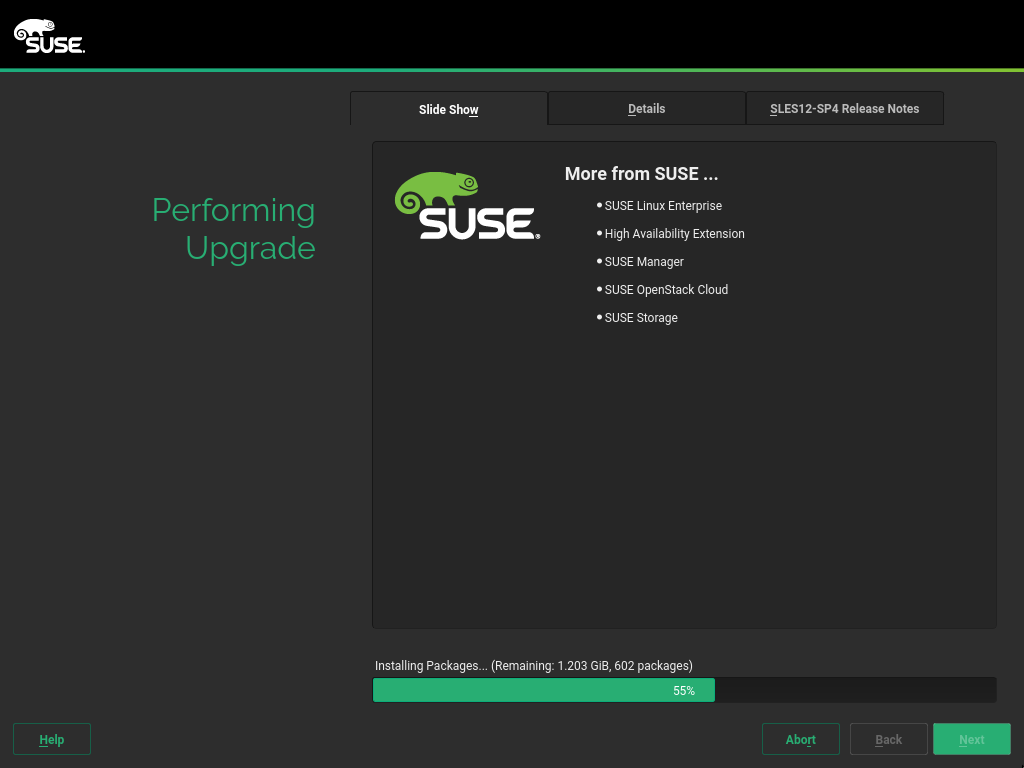 SUSE.
Slide Show
Details
SLES12-SP4 Release Notes
Performing
Upgrade
SUSE®
More from SUSE ...
• SUSE Linux Enterprise
• High Availability Extension
• SUSE Manager
• SUSE OpenStack Cloud
• SUSE Storage
Installing Packages... (Remaining: 1.203 GiB, 602 packages)
55%
Help
Abort
Back
Next